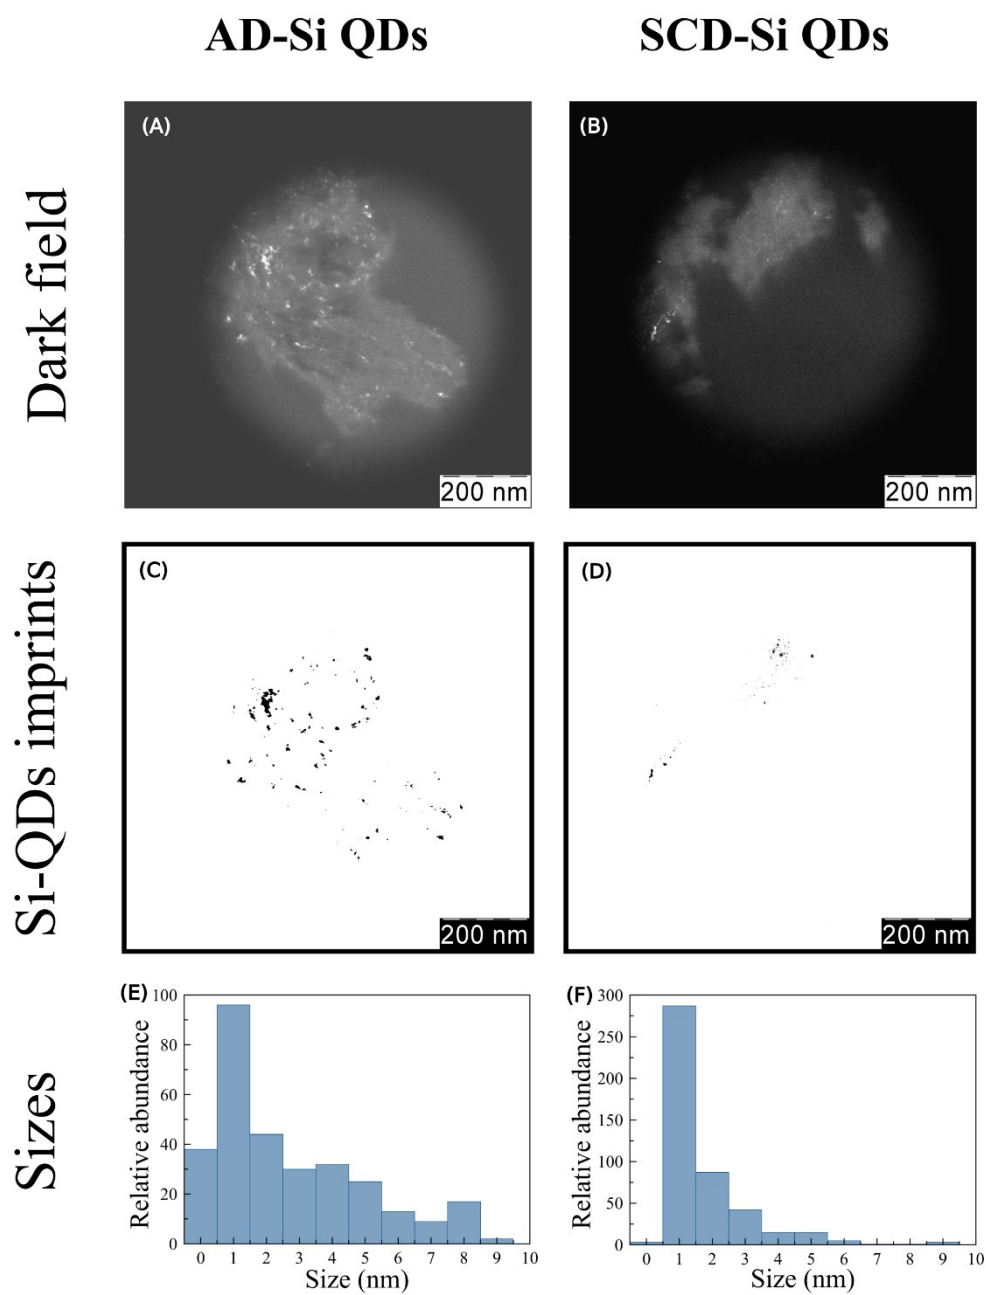 AD-Si QDs
SCD-Si QDs
Dark field
(A)
200 nm
(B)
200 nm
Si-QDs imprints
(C)
200 nm
(D)
200 nm
Sizes
(E)
Relative abundance
100
80
60
40
20
0
0 1 2 3 4 5 6 7 8 9 10
Size (nm)
(F)
Relative abundance
300
250
200
150
100
50
0
0 1 2 3 4 5 6 7 8 9 10
Size (nm)